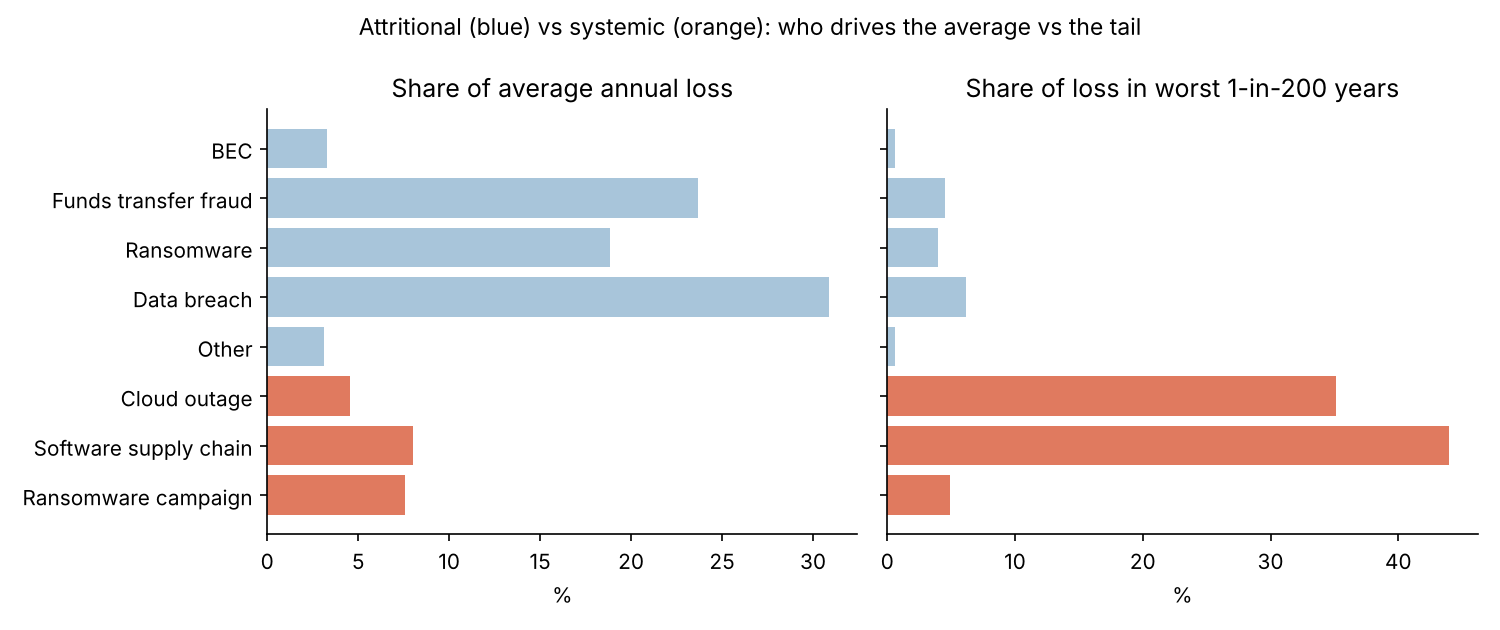 Attritional (blue) vs systemic (orange): who drives the average vs the tail
Share of average annual loss
BEC
Funds transfer fraud
Ransomware
Data breach
Other
Cloud outage
Software supply chain
Ransomware campaign
0 5 10 15 20 25 30
%
Share of loss in worst 1-in-200 years
0 10 20 30 40
%